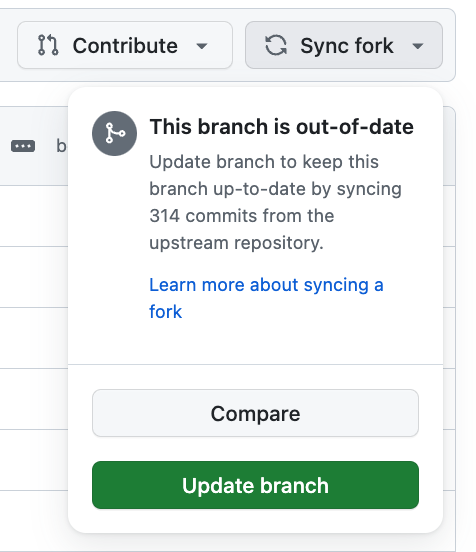 Contribute
Sync fork
b
This branch is out-of-date
Update branch to keep this
branch up-to-date by syncing
314 commits from the
upstream repository.
Learn more about syncing a
fork
Compare
Update branch